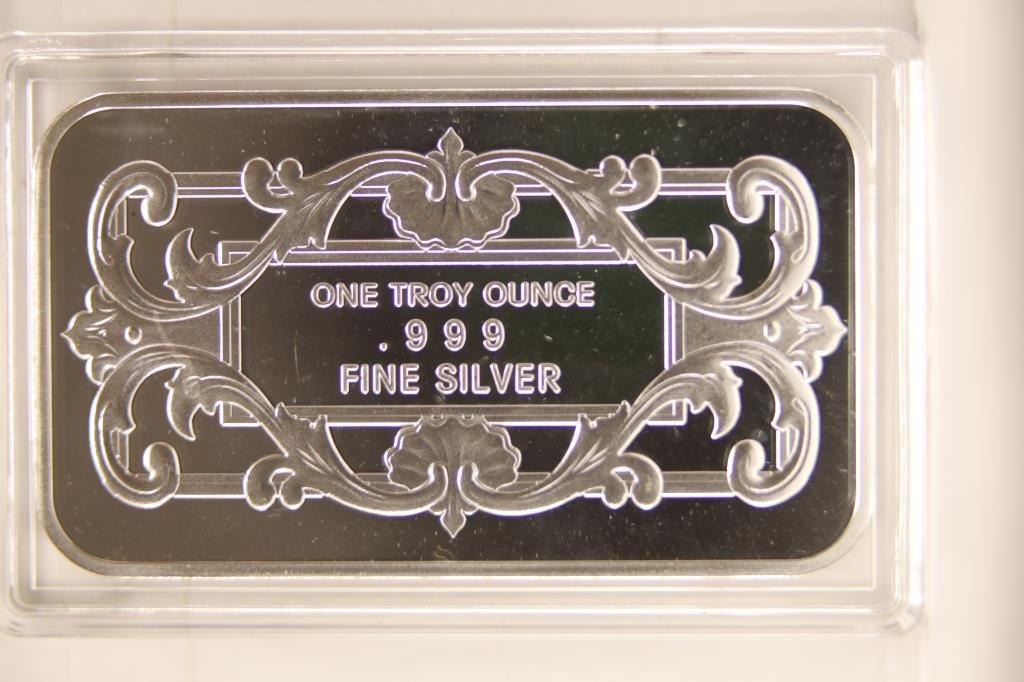 ONE TROY OUNCE
.999
FINE SILVER